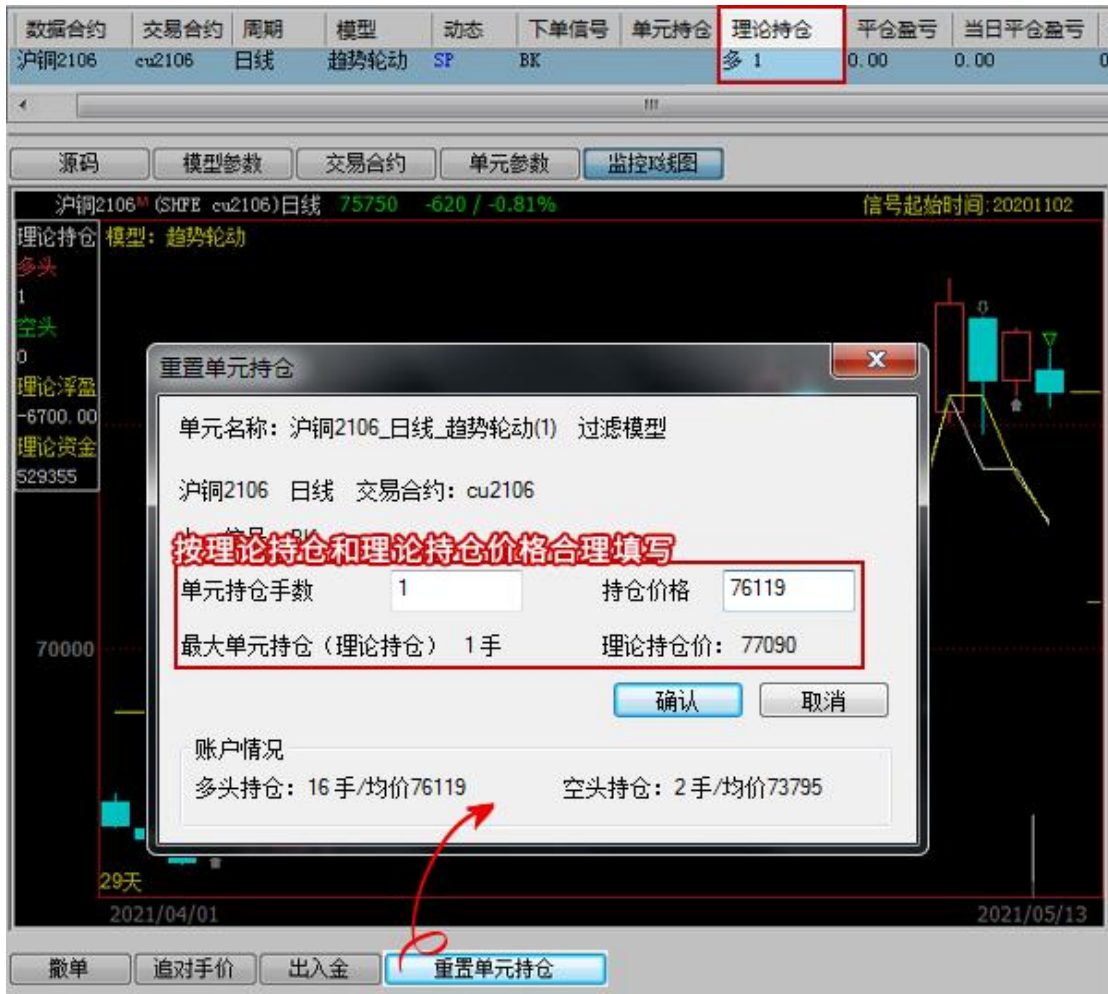 数据合约 交易合约 周期 模型 动态 下单信号 单元持仓 理论持仓 平仓盈亏 当日平仓盈亏
沪铜2106 cu2106 日线 趋势轮动 SP BK 多 1 0.00 0.00 0
源码 模型参数 交易合约 单元参数 监控K线图
沪铜2106M (SHFE cu2106)日线 75750 -620 / -0.81% 信号起始时间:20201102
理论持仓 模型：趋势轮动
多头
1
空头
0
理论浮盈
-6700.00
理论资金
529355
重置单元持仓
单元名称：沪铜2106_日线_趋势轮动(1) 过滤模型
沪铜2106 日线 交易合约：cu2106
按理论持仓和理论持仓价格合理填写
单元持仓手数 1 持仓价格 76119
最大单元持仓（理论持仓） 1 手 理论持仓价：77090
确认 取消
账户情况
多头持仓：16 手/均价76119 空头持仓：2 手/均价73795
70000
29天
2021/04/01 2021/05/13
撤单 追对手价 出入金 重置单元持仓